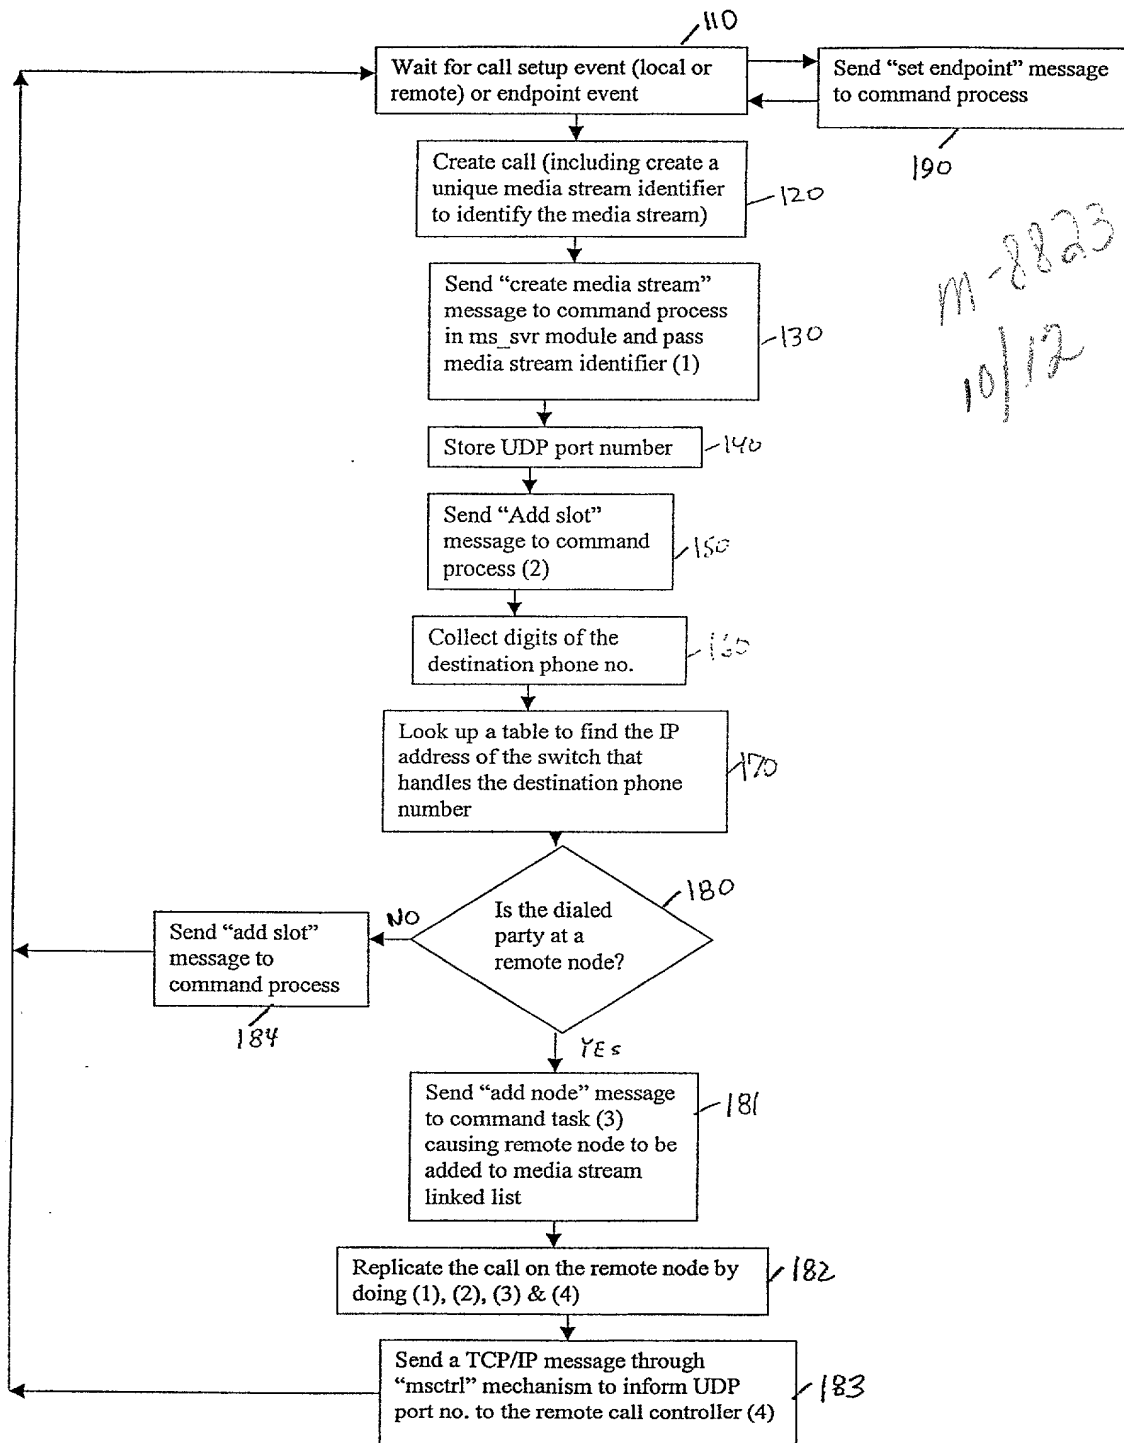 110
Wait for call setup event (local or
remote) or endpoint event
Send “set endpoint” message
to command process
190
Create call (including create a
unique media stream identifier
to identify the media stream)
120
m-8823
10/12
Send “create media stream”
message to command process
in ms_svr module and pass
media stream identifier (1)
130
Store UDP port number
140
Send “Add slot”
message to command
process (2)
150
Collect digits of the
destination phone no.
160
Look up a table to find the IP
address of the switch that
handles the destination phone
number
170
180
Is the dialed
party at a
remote node?
NO
Send “add slot”
message to
command process
184
YES
Send “add node” message
to command task (3)
causing remote node to be
added to media stream
linked list
181
Replicate the call on the remote node by
doing (1), (2), (3) & (4)
182
Send a TCP/IP message through
“msctrl” mechanism to inform UDP
port no. to the remote call controller (4)
183